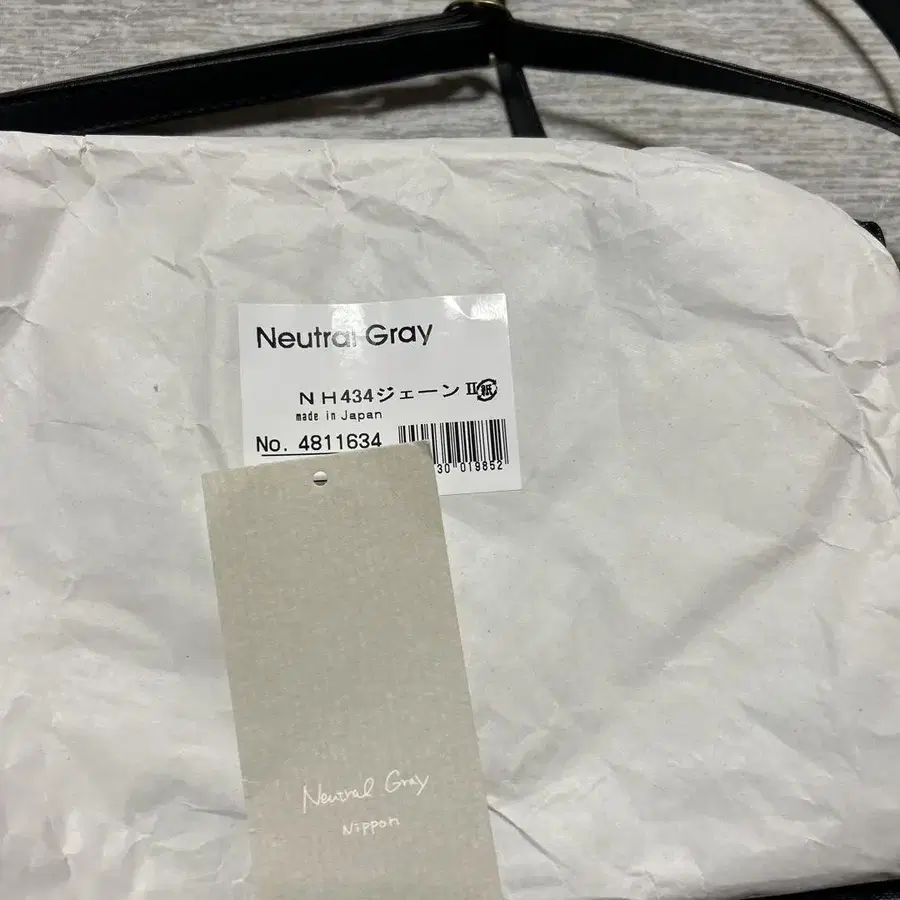 Neutral Gray
NH434ジェーンⅡ 紙
made in Japan
No. 4811634
30 019852
Neutral Gray
Nippon